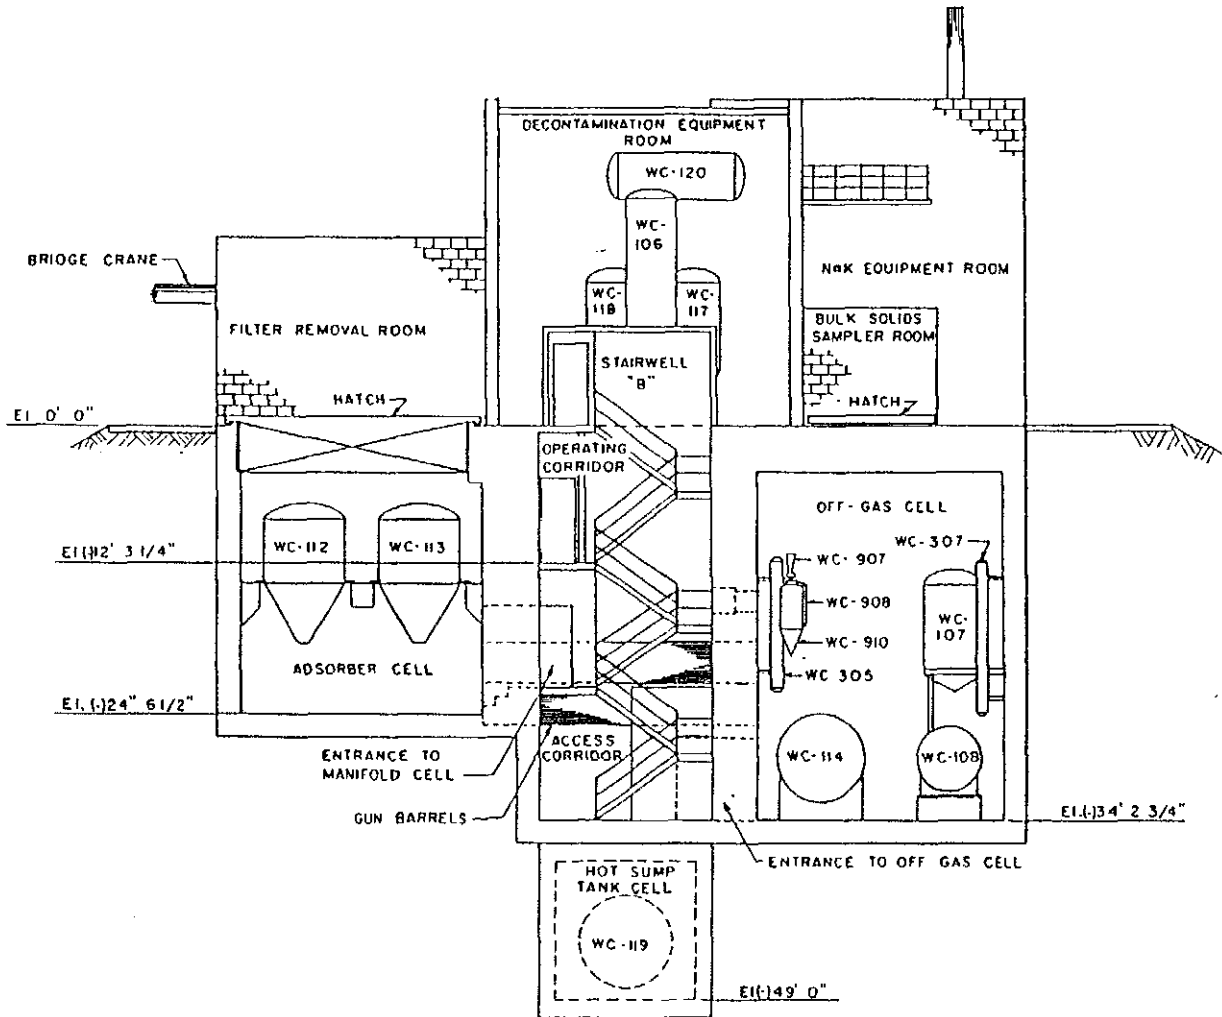 DECONTAMINATION EQUIPMENT
ROOM
WC-120
WC-
106
BRIDGE CRANE
WC-
118
WC-
117
NaK EQUIPMENT ROOM
FILTER REMOVAL ROOM
BULK SOLIDS
SAMPLER ROOM
STAIRWELL
"B"
HATCH
HATCH
El 0' 0"
OPERATING
CORRIDOR
OFF-GAS CELL
WC-112
WC-113
WC-307
El(-)12' 3 1/4"
WC-907
WC-908
WC-
107
WC-910
ADSORBER CELL
WC 305
El. (-)24" 6 1/2"
ACCESS
CORRIDOR
ENTRANCE TO
MANIFOLD CELL
WC-114
WC-108
GUN BARRELS
El.(-)34' 2 3/4"
ENTRANCE TO OFF GAS CELL
HOT SUMP
TANK CELL
WC-119
El(-)49' 0"